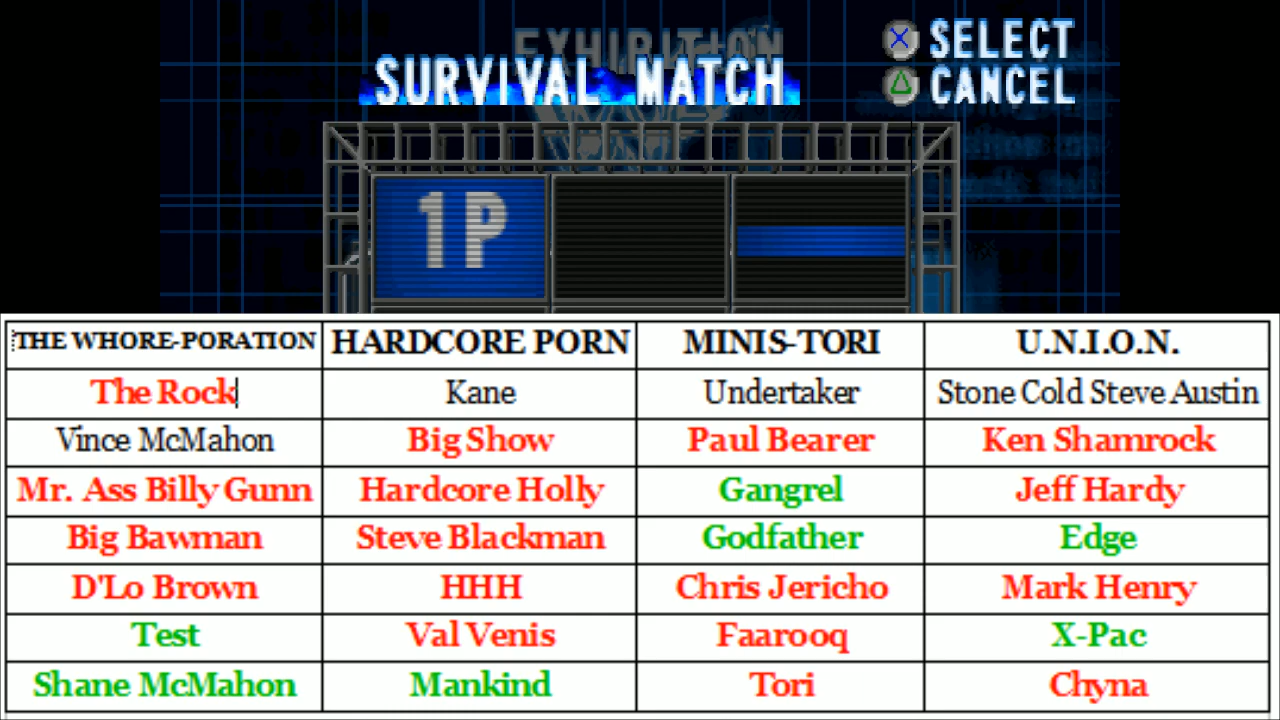 EXHIBITION
SURVIVAL MATCH
SELECT
CANCEL
1P
THE WHORE-PORATION HARDCORE PORN MINIS-TORI U.N.I.O.N.
The Rock Kane Undertaker Stone Cold Steve Austin
Vince McMahon Big Show Paul Bearer Ken Shamrock
Mr. Ass Billy Gunn Hardcore Holly Gangrel Jeff Hardy
Big Bawman Steve Blackman Godfather Edge
D'Lo Brown HHH Chris Jericho Mark Henry
Test Val Venis Faarooq X-Pac
Shane McMahon Mankind Tori Chyna